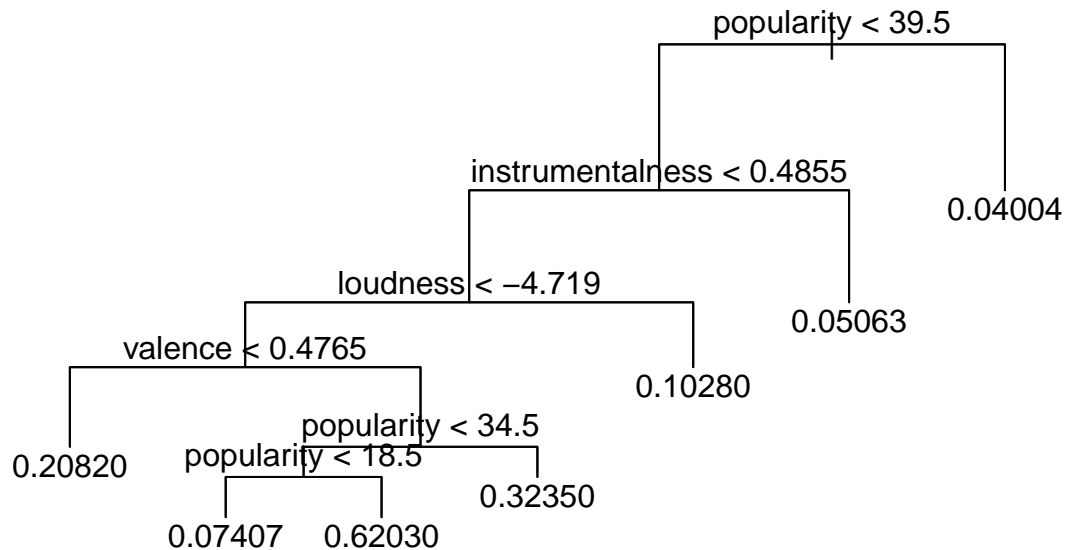 popularity < 39.5
instrumentalness < 0.4855
0.04004
loudness < −4.719
0.05063
valence < 0.4765
0.10280
popularity < 34.5
0.20820
popularity < 18.5
0.32350
0.07407
0.62030